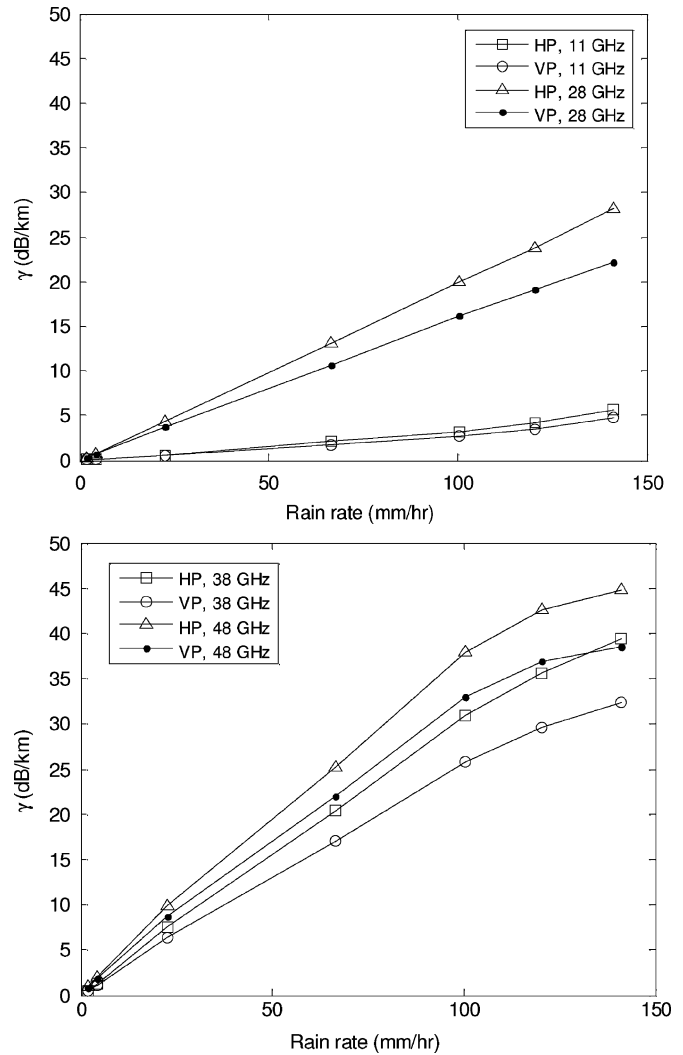 50
45
40
35
30
25
20
15
10
5
0
γ (dB/km)
HP, 11 GHz
VP, 11 GHz
HP, 28 GHz
VP, 28 GHz
50
100
150
Rain rate (mm/hr)
50
45
40
35
30
25
20
15
10
5
0
γ (dB/km)
HP, 38 GHz
VP, 38 GHz
HP, 48 GHz
VP, 48 GHz
0
50
100
150
Rain rate (mm/hr)